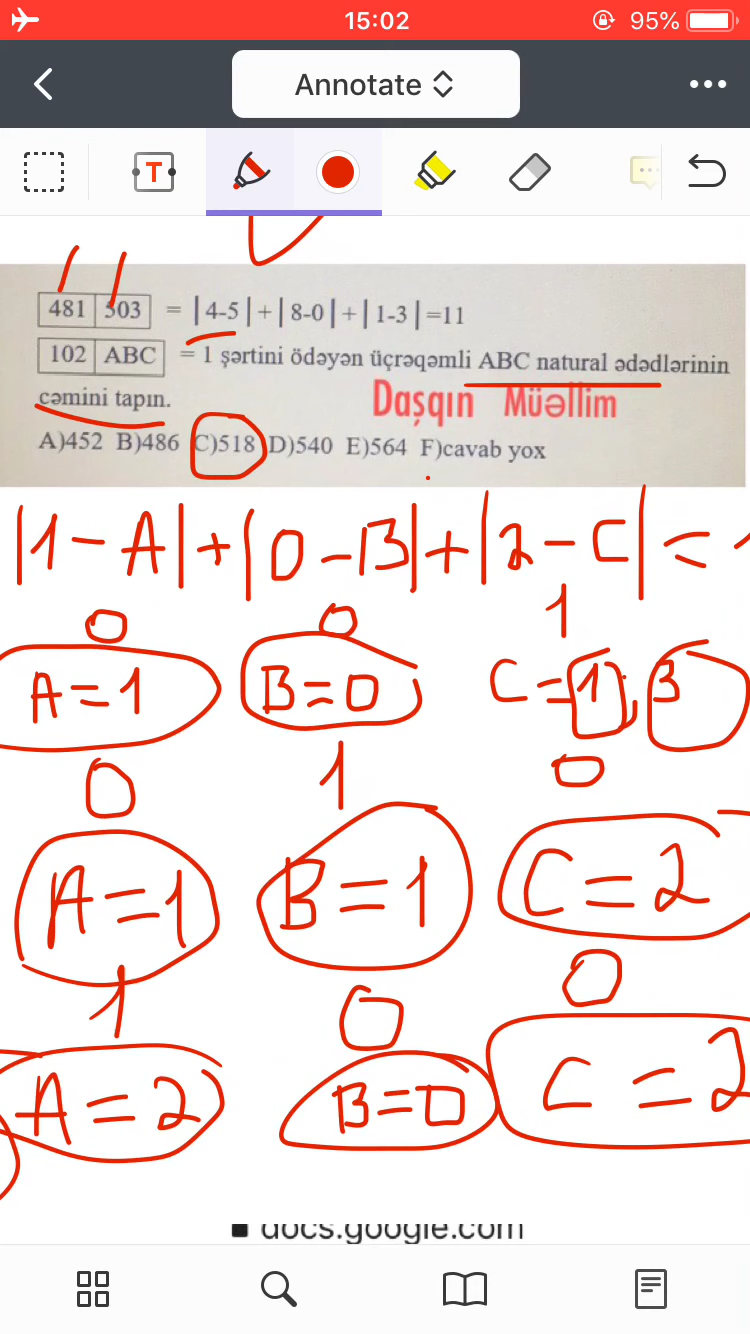 15:02
95%
Annotate
T
481 503 = |4-5|+|8-0|+|1-3|=11
102 ABC = 1 şərtini ödəyən üçrəqəmli ABC natural ədədlərinin
cəmini tapın.
Daşqın Müəllim
A)452 B)486 C)518 D)540 E)564 F)cavab yox
|1-A|+|0-B|+|2-C|=1
0 0 1
A=1 B=0 C=1, 3
0 1 0
A=1 B=1 C=2
1 0 0
A=2 B=0 C=2
docs.google.com